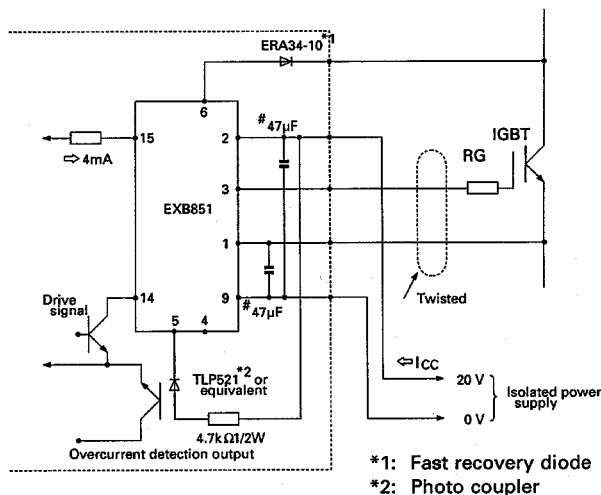 ERA34-10*1
6
#47µF
15
2
IGBT
⇨ 4mA
RG
3
EXB851
1
14
9
Twisted
Drive
signal
#47µF
5
4
TLP521*2 or
equivalent
⇦ICC
20 V
0 V
Isolated power
supply
4.7kΩ1/2W
Overcurrent detection output
*1: Fast recovery diode
*2: Photo coupler